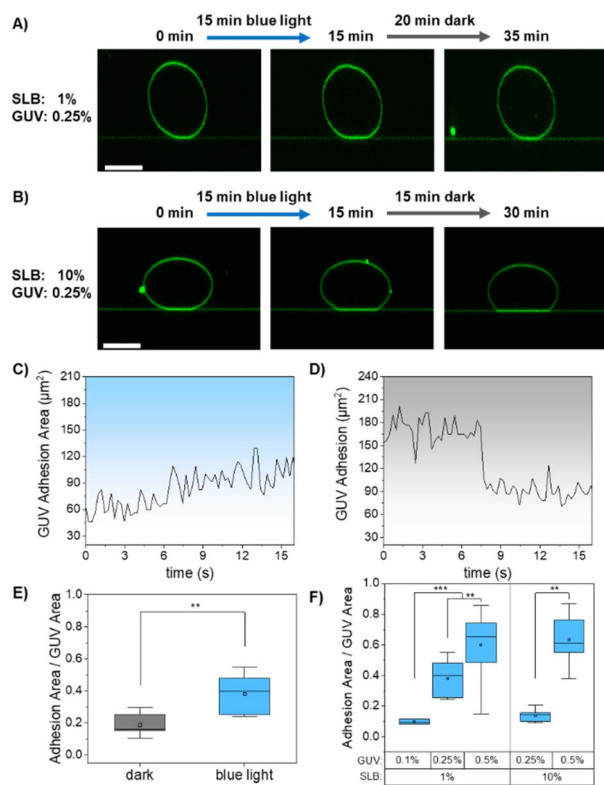 A)
15 min blue light
20 min dark
0 min
15 min
35 min
SLB: 1%
GUV: 0.25%
B)
15 min blue light
15 min dark
0 min
15 min
30 min
SLB: 10%
GUV: 0.25%
C)
GUV Adhesion Area (μm²)
210
180
150
120
90
60
30
0 3 6 9 12 15
time (s)
D)
GUV Adhesion (μm²)
240
210
180
150
120
90
60
30
0 3 6 9 12 15
time (s)
E)
Adhesion Area / GUV Area
1.0
0.8
0.6
0.4
0.2
0.0
**
dark blue light
F)
Adhesion Area / GUV Area
1.0
0.8
0.6
0.4
0.2
0.0
*** ** **
GUV: 0.1% 0.25% 0.5% 0.25% 0.5%
SLB: 1% 10%